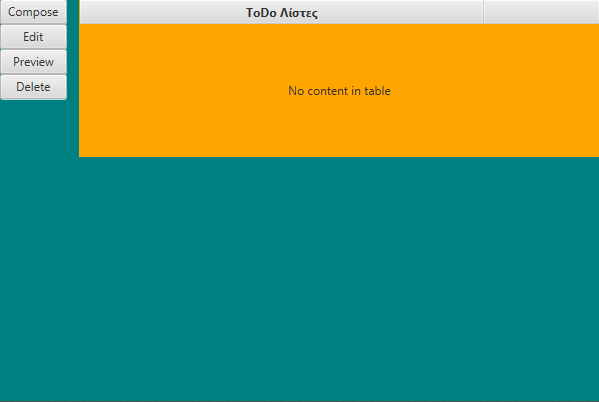 Compose
Edit
Preview
Delete
ToDo Λίστες
No content in table